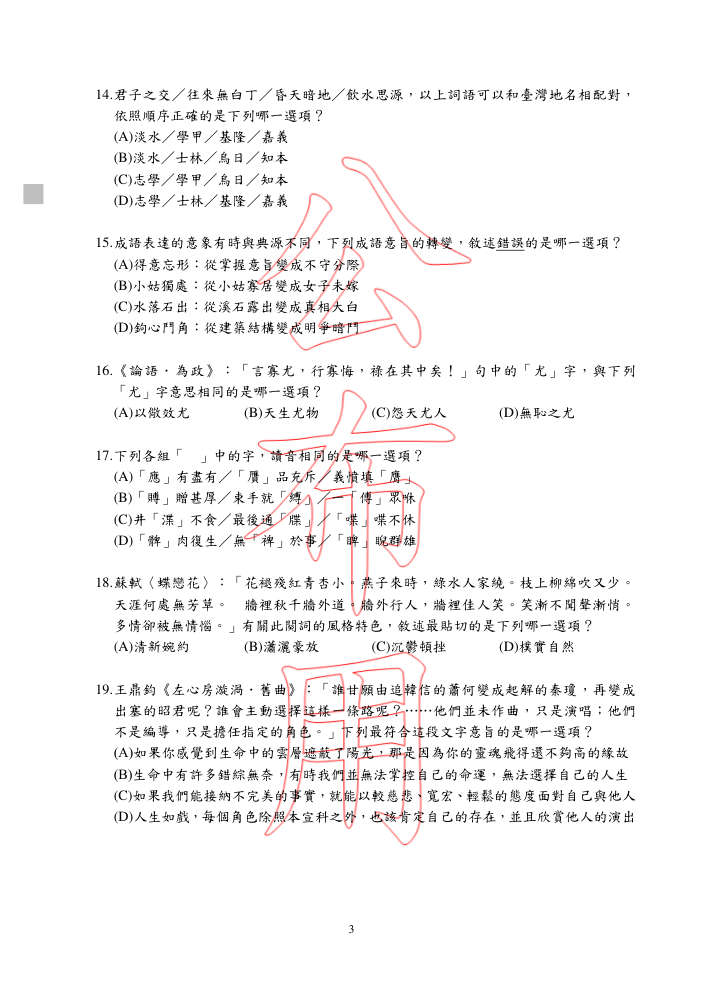 14.君子之交／往來無白丁／昏天暗地／飲水思源，以上詞語可以和臺灣地名相配對，
依照順序正確的是下列哪一選項？
(A)淡水／學甲／基隆／嘉義
(B)淡水／士林／烏日／知本
(C)志學／學甲／烏日／知本
(D)志學／士林／基隆／嘉義
15.成語表達的意象有時與典源不同，下列成語意旨的轉變，敘述錯誤的是哪一選項？
(A)得意忘形：從掌握意旨變成不守分際
(B)小姑獨處：從小姑寡居變成女子未嫁
(C)水落石出：從溪石露出變成真相大白
(D)鉤心鬥角：從建築結構變成明爭暗鬥
16.《論語．為政》：「言寡尤，行寡悔，祿在其中矣！」句中的「尤」字，與下列
「尤」字意思相同的是哪一選項？
(A)以儆效尤 (B)天生尤物 (C)怨天尤人 (D)無恥之尤
17.下列各組「　」中的字，讀音相同的是哪一選項？
(A)「應」有盡有／「贗」品充斥／義憤填「膺」
(B)「賻」贈甚厚／束手就「縛」／一「傅」眾咻
(C)井「渫」不食／最後通「牒」／「喋」喋不休
(D)「髀」肉復生／無「裨」於事／「睥」睨群雄
18.蘇軾〈蝶戀花〉：「花褪殘紅青杏小。燕子來時，綠水人家繞。枝上柳綿吹又少。
天涯何處無芳草。　牆裡秋千牆外道。牆外行人，牆裡佳人笑。笑漸不聞聲漸悄。
多情卻被無情惱。」有關此闋詞的風格特色，敘述最貼切的是下列哪一選項？
(A)清新婉約 (B)瀟灑豪放 (C)沉鬱頓挫 (D)樸實自然
19.王鼎鈞《左心房漩渦．舊曲》：「誰甘願由追韓信的蕭何變成起解的秦瓊，再變成
出塞的昭君呢？誰會主動選擇這樣一條路呢？……他們並未作曲，只是演唱；他們
不是編導，只是擔任指定的角色。」下列最符合這段文字意旨的是哪一選項？
(A)如果你感覺到生命中的雲層遮蔽了陽光，那是因為你的靈魂飛得還不夠高的緣故
(B)生命中有許多錯綜無奈，有時我們並無法掌控自己的命運，無法選擇自己的人生
(C)如果我們能接納不完美的事實，就能以較慈悲、寬宏、輕鬆的態度面對自己與他人
(D)人生如戲，每個角色除照本宣科之外，也該肯定自己的存在，並且欣賞他人的演出
公布用
3